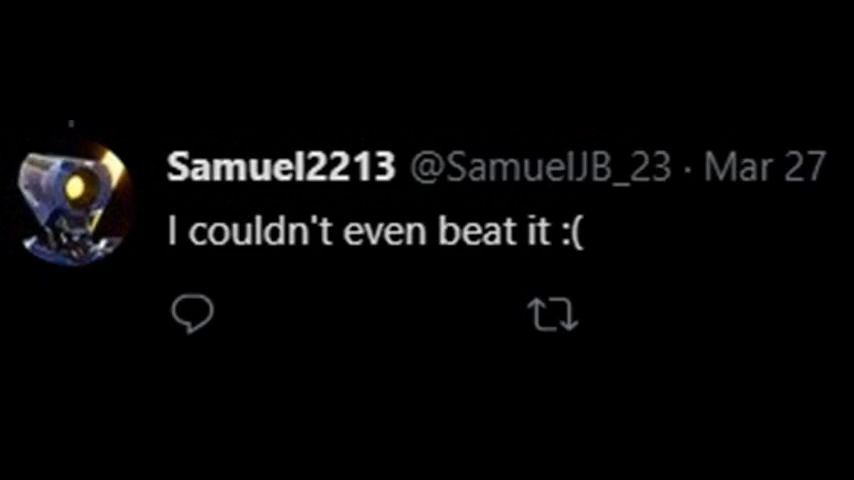 Samuel2213 @SamuelJB_23 · Mar 27
I couldn't even beat it :(